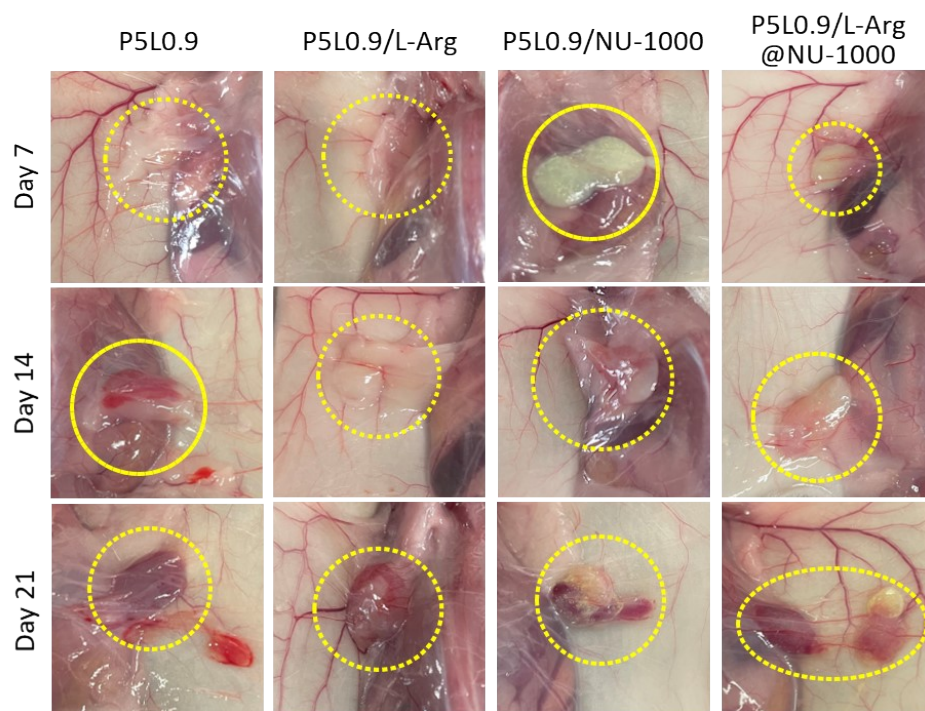 P5L0.9
P5L0.9/L-Arg
P5L0.9/NU-1000
P5L0.9/L-Arg
@NU-1000
Day 7
Day 14
Day 21